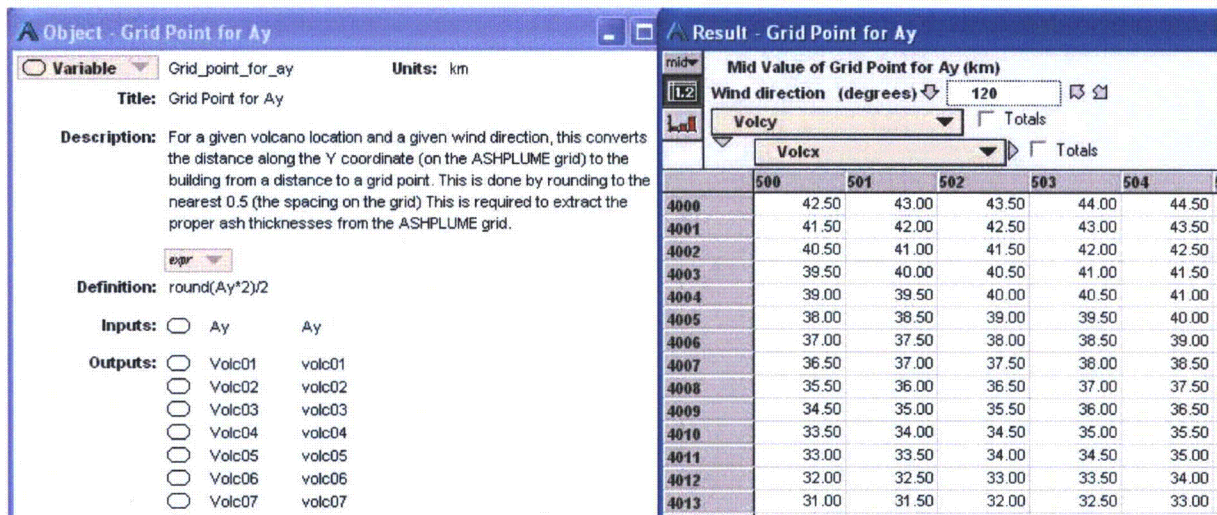 Object - Grid Point for Ay
Variable Grid_point_for_ay Units: km
Title: Grid Point for Ay
Description: For a given volcano location and a given wind direction, this converts
the distance along the Y coordinate (on the ASHPLUME grid) to the
building from a distance to a grid point. This is done by rounding to the
nearest 0.5 (the spacing on the grid) This is required to extract the
proper ash thicknesses from the ASHPLUME grid.
expr
Definition: round(Ay*2)/2
Inputs: Ay Ay
Outputs: Volc01 volc01
Volc02 volc02
Volc03 volc03
Volc04 volc04
Volc05 volc05
Volc06 volc06
Volc07 volc07
Result - Grid Point for Ay
mid Mid Value of Grid Point for Ay (km)
1.2 Wind direction (degrees) 120
Volcy Totals
Volcx Totals
500 501 502 503 504
4000 42.50 43.00 43.50 44.00 44.50
4001 41.50 42.00 42.50 43.00 43.50
4002 40.50 41.00 41.50 42.00 42.50
4003 39.50 40.00 40.50 41.00 41.50
4004 39.00 39.50 40.00 40.50 41.00
4005 38.00 38.50 39.00 39.50 40.00
4006 37.00 37.50 38.00 38.50 39.00
4007 36.50 37.00 37.50 38.00 38.50
4008 35.50 36.00 36.50 37.00 37.50
4009 34.50 35.00 35.50 36.00 36.50
4010 33.50 34.00 34.50 35.00 35.50
4011 33.00 33.50 34.00 34.50 35.00
4012 32.00 32.50 33.00 33.50 34.00
4013 31.00 31.50 32.00 32.50 33.00